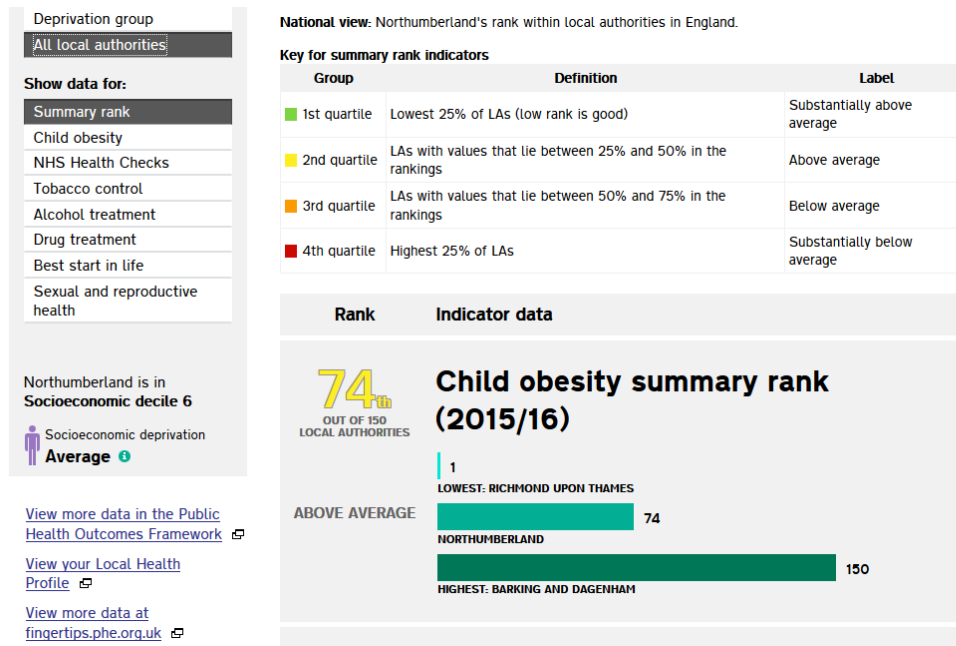 Deprivation group
All local authorities
Show data for:
Summary rank
Child obesity
NHS Health Checks
Tobacco control
Alcohol treatment
Drug treatment
Best start in life
Sexual and reproductive
health
Northumberland is in
Socioeconomic decile 6
Socioeconomic deprivation
Average i
View more data in the Public
Health Outcomes Framework
View your Local Health
Profile
View more data at
fingertips.phe.org.uk
National view: Northumberland's rank within local authorities in England.
Key for summary rank indicators
Group Definition Label
1st quartile Lowest 25% of LAs (low rank is good) Substantially above
average
2nd quartile LAs with values that lie between 25% and 50% in the
rankings Above average
3rd quartile LAs with values that lie between 50% and 75% in the
rankings Below average
4th quartile Highest 25% of LAs Substantially below
average
Rank Indicator data
74th
OUT OF 150
LOCAL AUTHORITIES
ABOVE AVERAGE
Child obesity summary rank
(2015/16)
1
LOWEST: RICHMOND UPON THAMES
74
NORTHUMBERLAND
150
HIGHEST: BARKING AND DAGENHAM